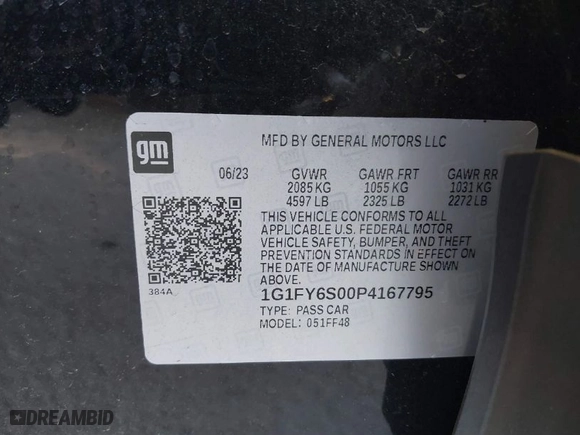 gm
MFD BY GENERAL MOTORS LLC
06/23 GVWR GAWR FRT GAWR RR
2085 KG 1055 KG 1031 KG
4597 LB 2325 LB 2272 LB
THIS VEHICLE CONFORMS TO ALL
APPLICABLE U.S. FEDERAL MOTOR
VEHICLE SAFETY, BUMPER, AND THEFT
PREVENTION STANDARDS IN EFFECT ON
THE DATE OF MANUFACTURE SHOWN
ABOVE.
384A
1G1FY6S00P4167795
TYPE: PASS CAR
MODEL: 051FF48
DREAMBID